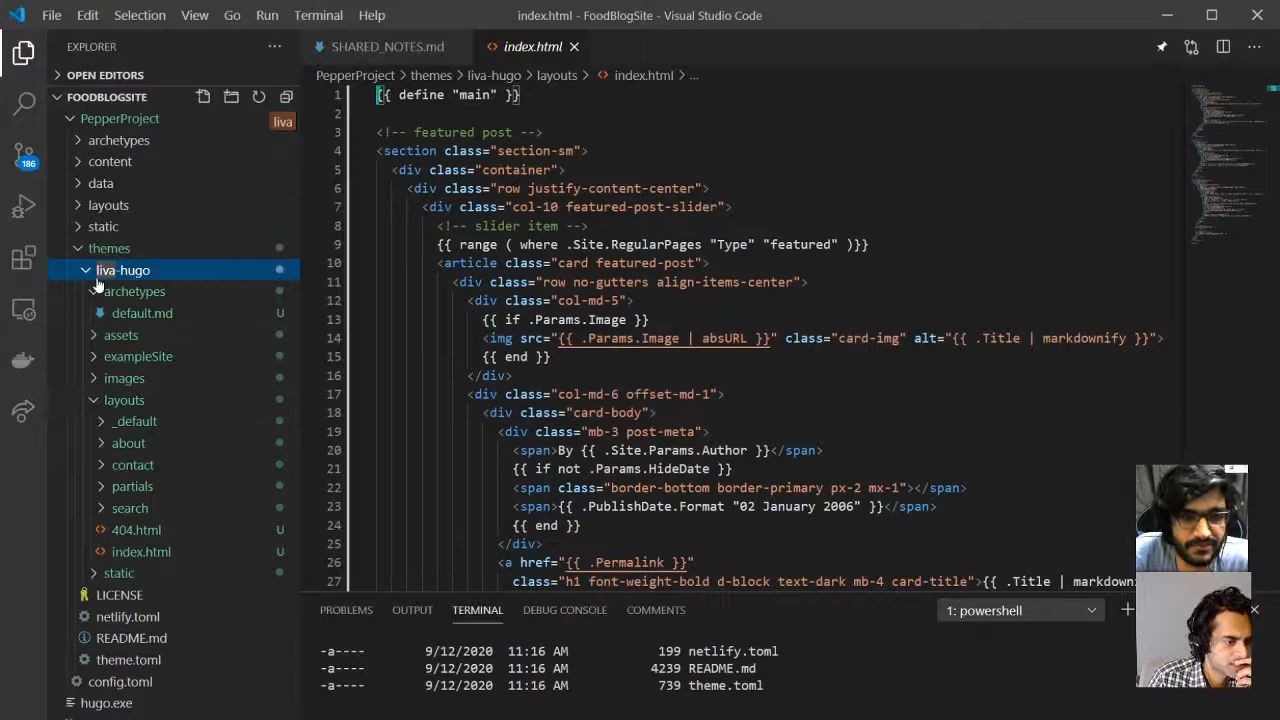 File Edit Selection View Go Run Terminal Help index.html - FoodBlogSite - Visual Studio Code
EXPLORER
SHARED_NOTES.md
index.html
OPEN EDITORS
PepperProject themes liva-hugo layouts index.html ...
FOODBLOGSITE
PepperProject
liva
archetypes
content
data
layouts
static
themes
liva-hugo
archetypes
default.md U
assets
exampleSite
images
layouts
_default
about
contact
partials
search
404.html U
index.html U
static
LICENSE
netlify.toml
README.md
theme.toml
config.toml
hugo.exe
186
1 {{ define "main" }}
2
3 <!-- featured post -->
4 <section class="section-sm">
5 <div class="container">
6 <div class="row justify-content-center">
7 <div class="col-10 featured-post-slider">
8 <!-- slider item -->
9 {{ range ( where .Site.RegularPages "Type" "featured" )}}
10 <article class="card featured-post">
11 <div class="row no-gutters align-items-center">
12 <div class="col-md-5">
13 {{ if .Params.Image }}
14 <img src="{{ .Params.Image | absURL }}" class="card-img" alt="{{ .Title | markdownify }}">
15 {{ end }}
16 </div>
17 <div class="col-md-6 offset-md-1">
18 <div class="card-body">
19 <div class="mb-3 post-meta">
20 <span>By {{ .Site.Params.Author }}</span>
21 {{ if not .Params.HideDate }}
22 <span class="border-bottom border-primary px-2 mx-1"></span>
23 <span>{{ .PublishDate.Format "02 January 2006" }}</span>
24 {{ end }}
25 </div>
26 <a href="{{ .Permalink }}"
27 class="h1 font-weight-bold d-block text-dark mb-4 card-title">{{ .Title | markdown
PROBLEMS OUTPUT TERMINAL DEBUG CONSOLE COMMENTS 1: powershell
-a---- 9/12/2020 11:16 AM 199 netlify.toml
-a---- 9/12/2020 11:16 AM 4239 README.md
-a---- 9/12/2020 11:16 AM 739 theme.toml